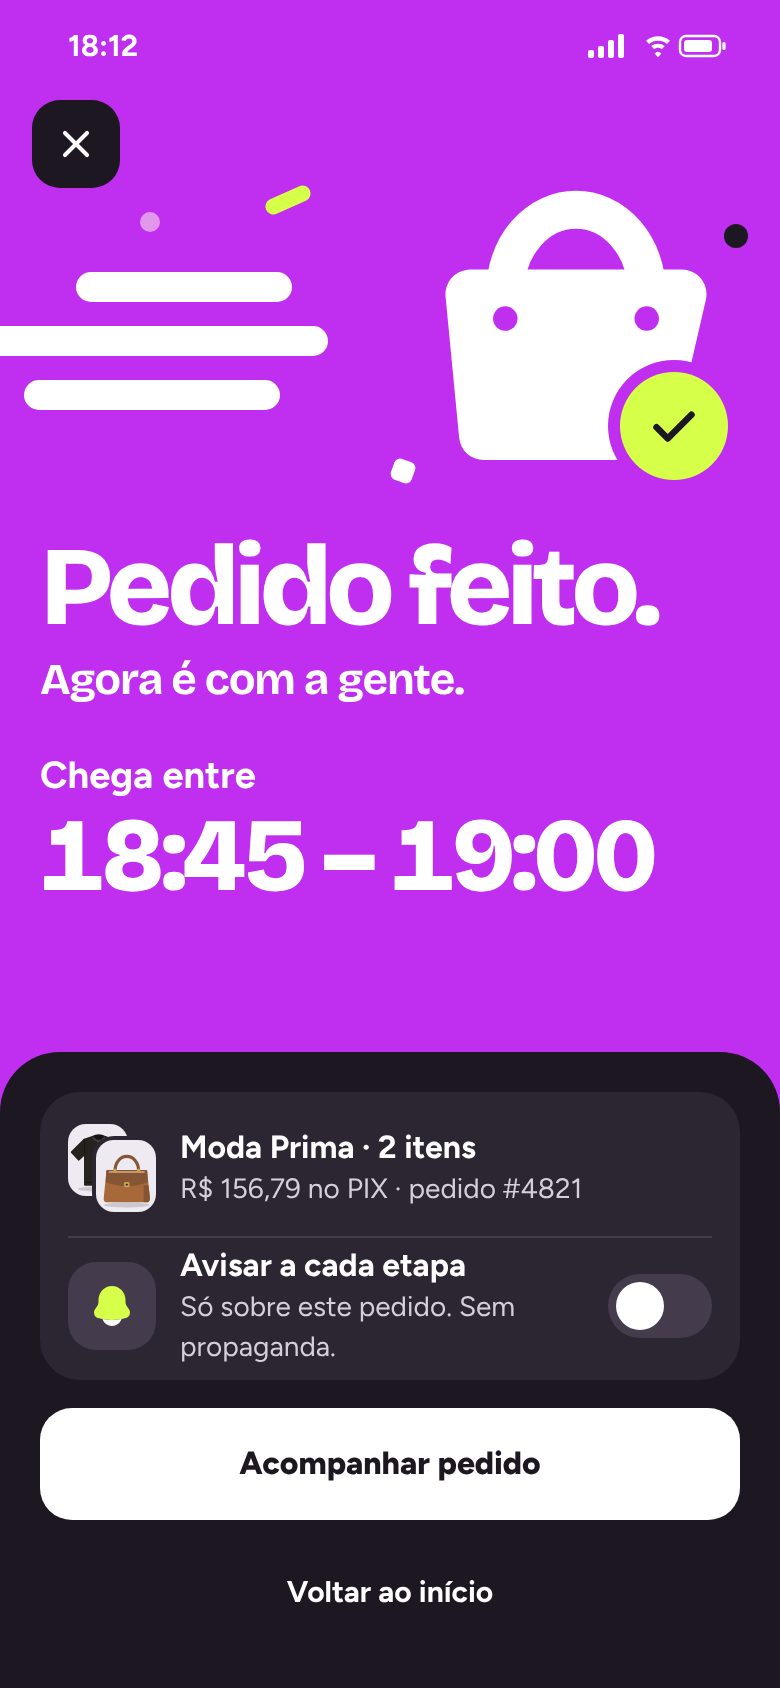 18:12
Pedido feito.
Agora é com a gente.
Chega entre
18:45 – 19:00
Moda Prima · 2 itens
R$ 156,79 no PIX · pedido #4821
Avisar a cada etapa
Só sobre este pedido. Sem
propaganda.
Acompanhar pedido
Voltar ao início